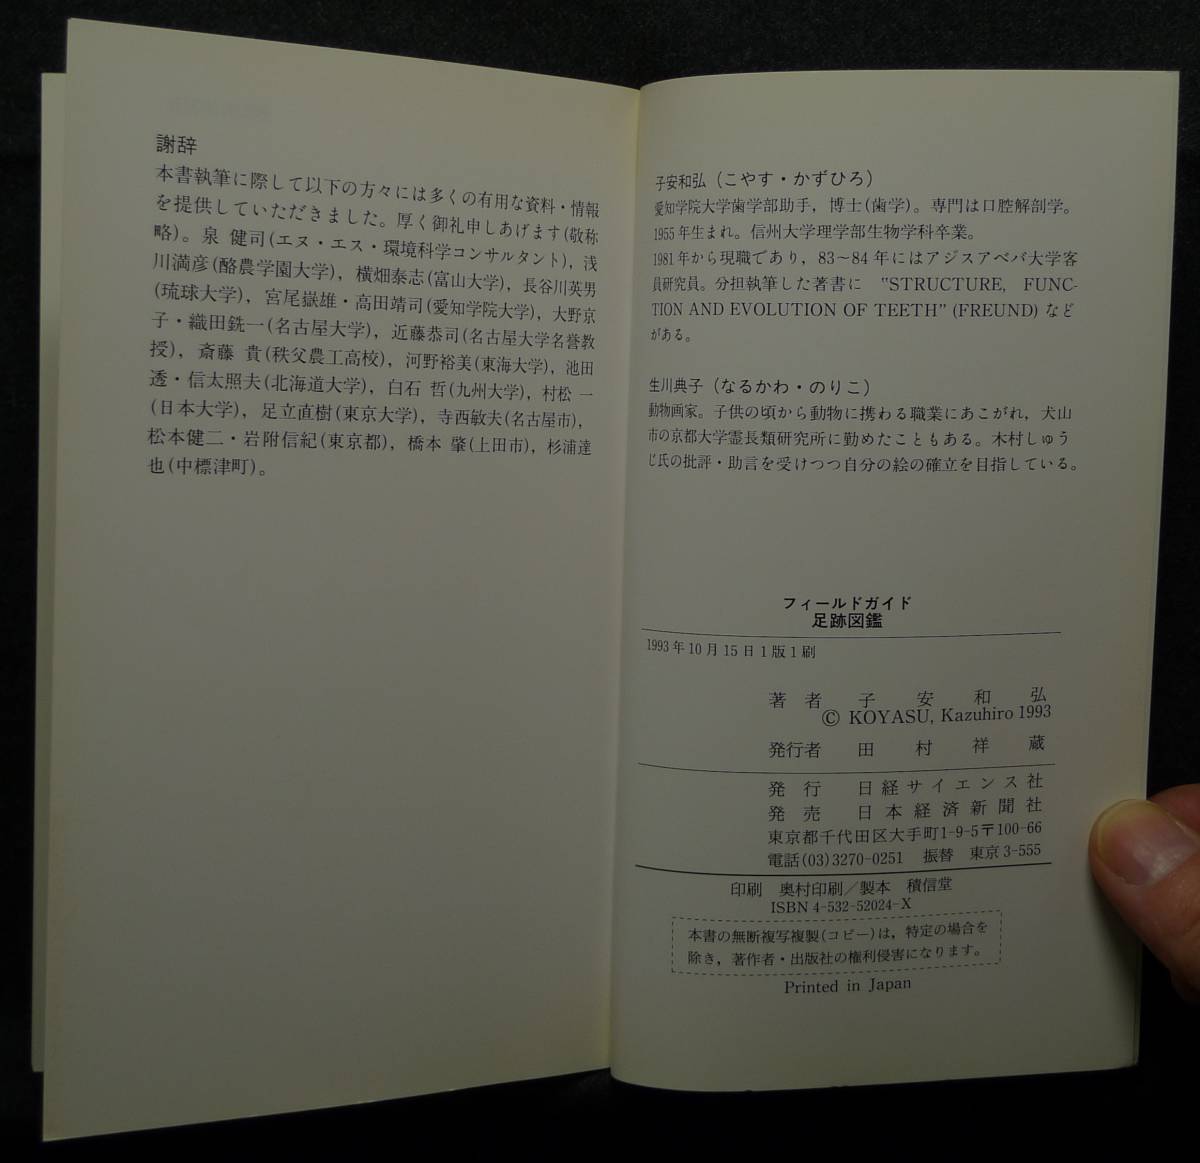 謝辞
本書執筆に際して以下の方々には多くの有用な資料・情報
を提供していただきました。厚く御礼申しあげます(敬称
略)。泉 健司(エヌ・エス・環境科学コンサルタント)，浅
川満彦(酪農学園大学)，横畑泰志(富山大学)，長谷川英男
(琉球大学)，宮尾嶽雄・高田靖司(愛知学院大学)，大野京
子・織田銑一(名古屋大学)，近藤恭司(名古屋大学名誉教
授)，斎藤 貴(秩父農工高校)，河野裕美(東海大学)，池田
透・信太照夫(北海道大学)，白石 哲(九州大学)，村松 一
(日本大学)，足立直樹(東京大学)，寺西敏夫(名古屋市)，
松本健二・岩附信紀(東京都)，橋本 肇(上田市)，杉浦達
也(中標津町)。
子安和弘（こやす・かずひろ）
愛知学院大学歯学部助手，博士(歯学)。専門は口腔解剖学。
1955年生まれ。信州大学理学部生物学科卒業。
1981年から現職であり，83～84年にはアジスアベバ大学客
員研究員。分担執筆した著書に "STRUCTURE, FUNC-
TION AND EVOLUTION OF TEETH" (FREUND) など
がある。
生川典子（なるかわ・のりこ）
動物画家。子供の頃から動物に携わる職業にあこがれ，犬山
市の京都大学霊長類研究所に勤めたこともある。木村しゅう
じ氏の批評・助言を受けつつ自分の絵の確立を目指している。
フィールドガイド
足跡図鑑
1993年10月15日1版1刷
著者 子安和弘
© KOYASU, Kazuhiro 1993
発行者 田村祥蔵
発行 日経サイエンス社
発売 日本経済新聞社
東京都千代田区大手町1-9-5〒100-66
電話(03)3270-0251 振替 東京3-555
印刷 奥村印刷／製本 積信堂
ISBN 4-532-52024-X
本書の無断複写複製(コピー)は，特定の場合を
除き，著作者・出版社の権利侵害になります。
Printed in Japan